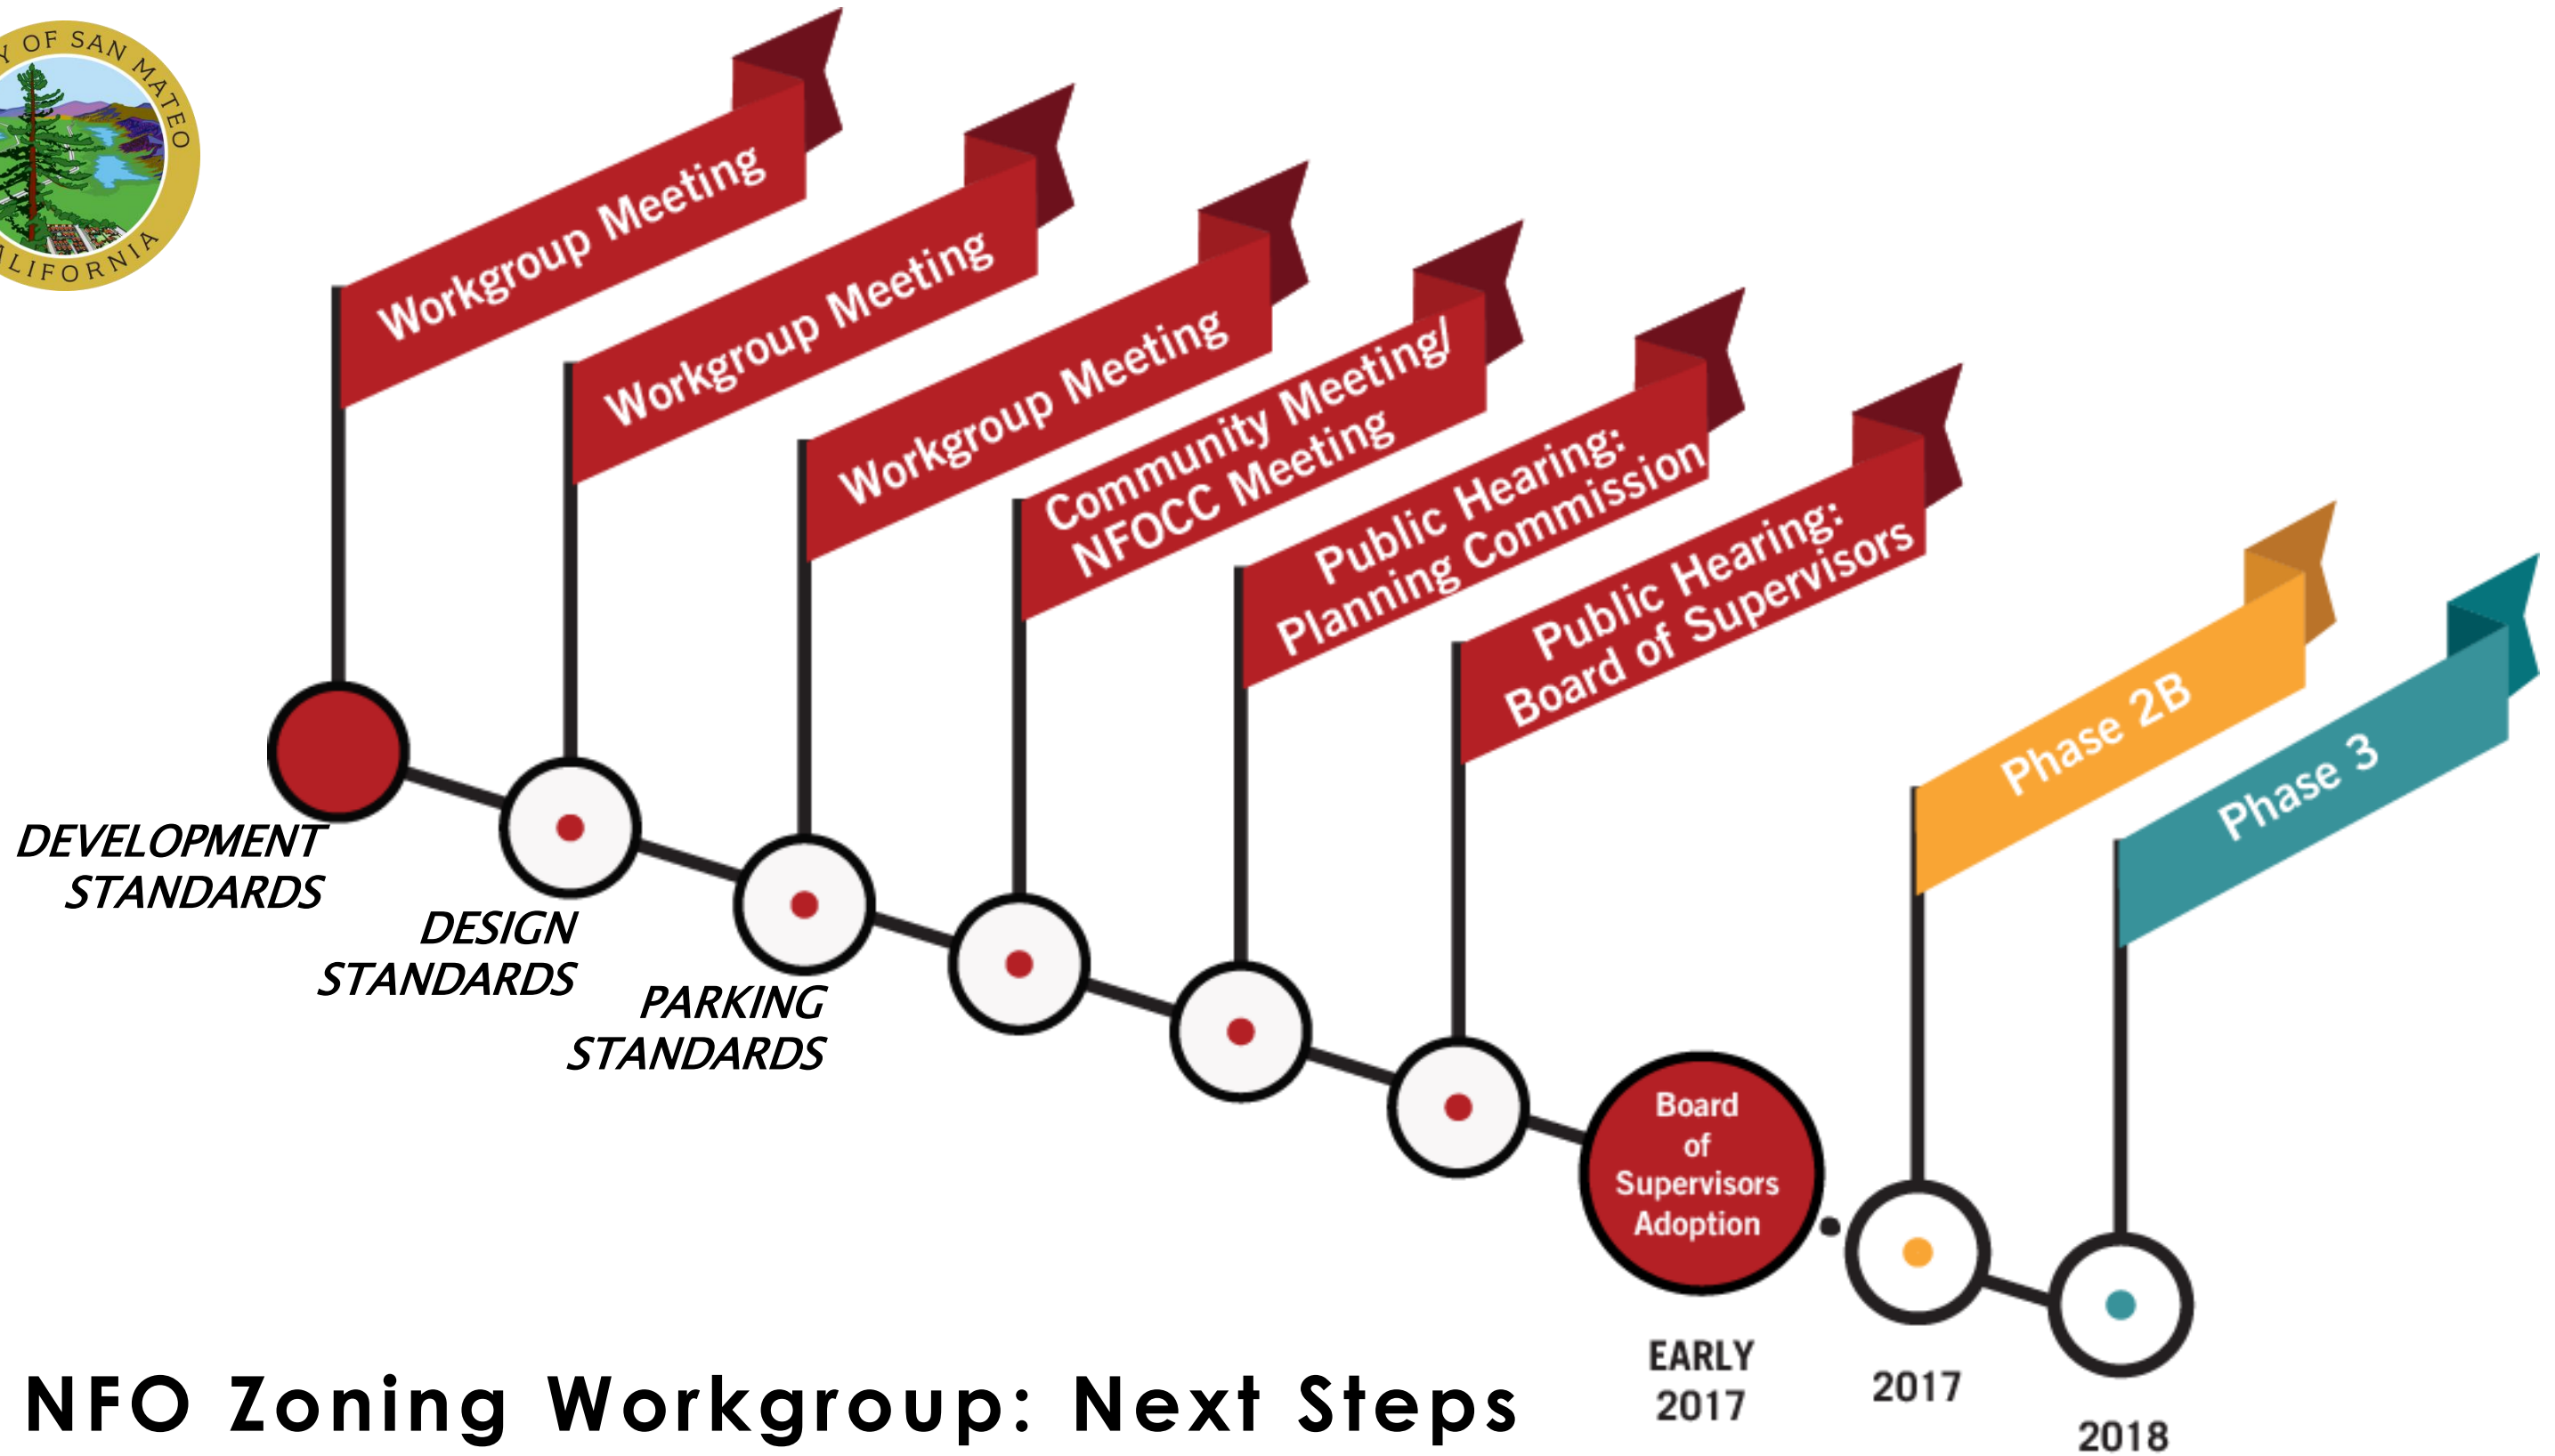 Y OF SAN MATEO
ALIFORNIA
Workgroup Meeting
Workgroup Meeting
Workgroup Meeting
Community Meeting/
NFOCC Meeting
Public Hearing:
Planning Commission
Public Hearing:
Board of Supervisors
Phase 2B
Phase 3
DEVELOPMENT
STANDARDS
DESIGN
STANDARDS
PARKING
STANDARDS
Board
of
Supervisors
Adoption
EARLY
2017
2017
2018
NFO Zoning Workgroup: Next Steps